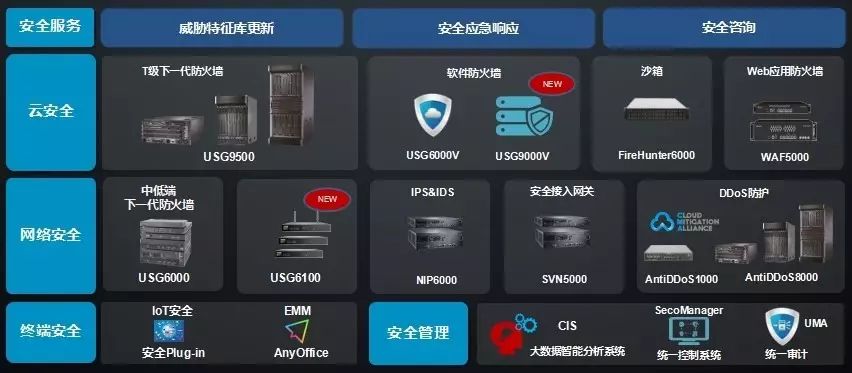 安全服务
威胁特征库更新
安全应急响应
安全咨询
云安全
T级下一代防火墙
USG9500
软件防火墙
NEW
USG6000V
USG9000V
沙箱
FireHunter6000
Web应用防火墙
WAF5000
网络安全
中低端
下一代防火墙
USG6000
NEW
USG6100
IPS&IDS
NIP6000
安全接入网关
SVN5000
DDoS防护
CLOUD
MITIGATION
ALLIANCE
AntiDDoS1000
AntiDDoS8000
终端安全
IoT安全
安全Plug-in
EMM
AnyOffice
安全管理
CIS
大数据智能分析系统
SecoManager
统一控制系统
UMA
统一审计